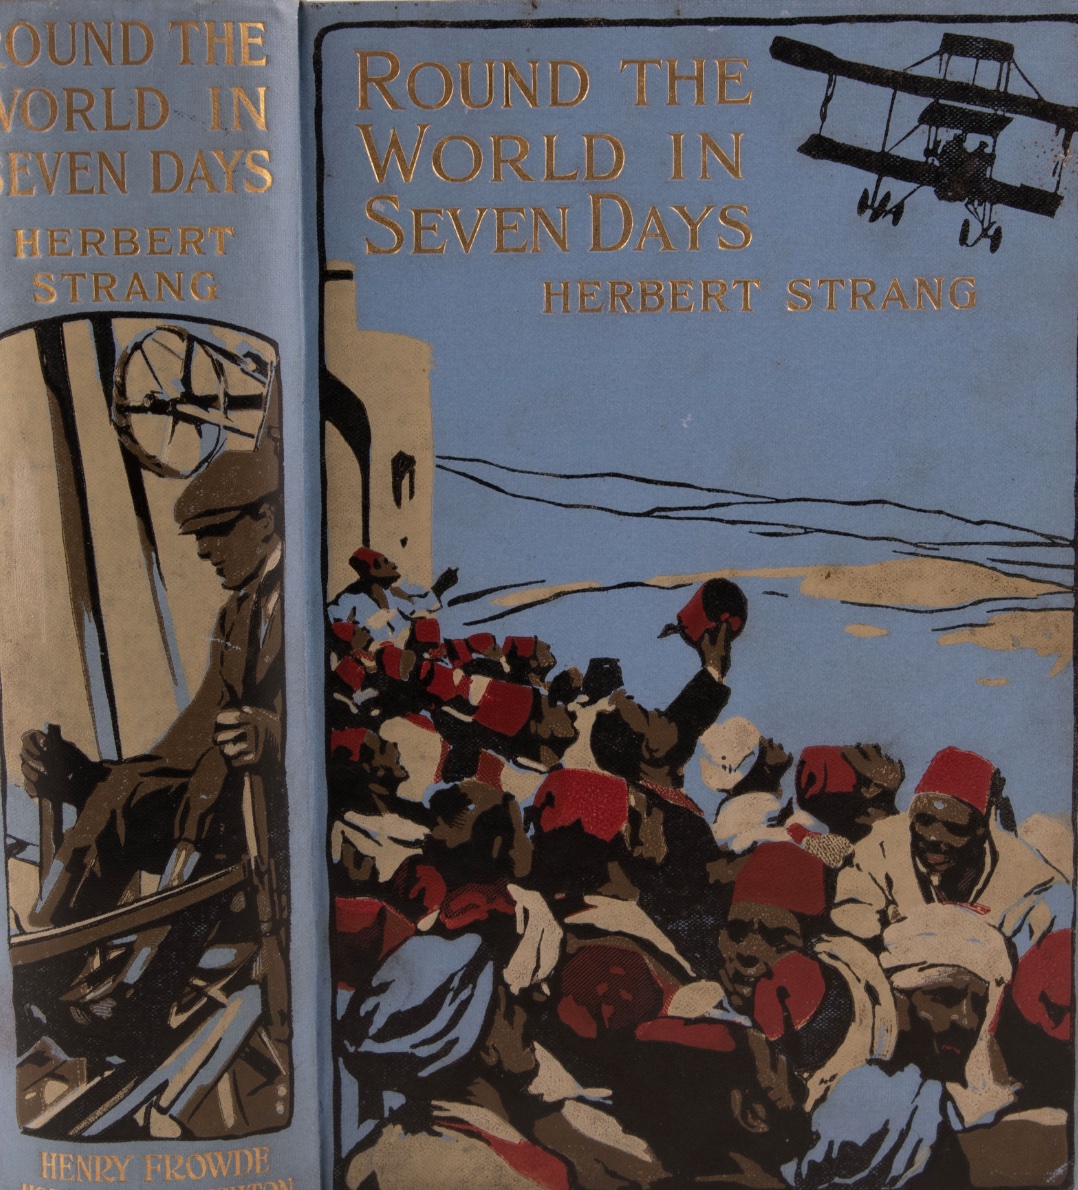 ROUND THE
WORLD IN
SEVEN DAYS
HERBERT
STRANG
HENRY FROWDE
ROUND THE
WORLD IN
SEVEN DAYS
HERBERT STRANG